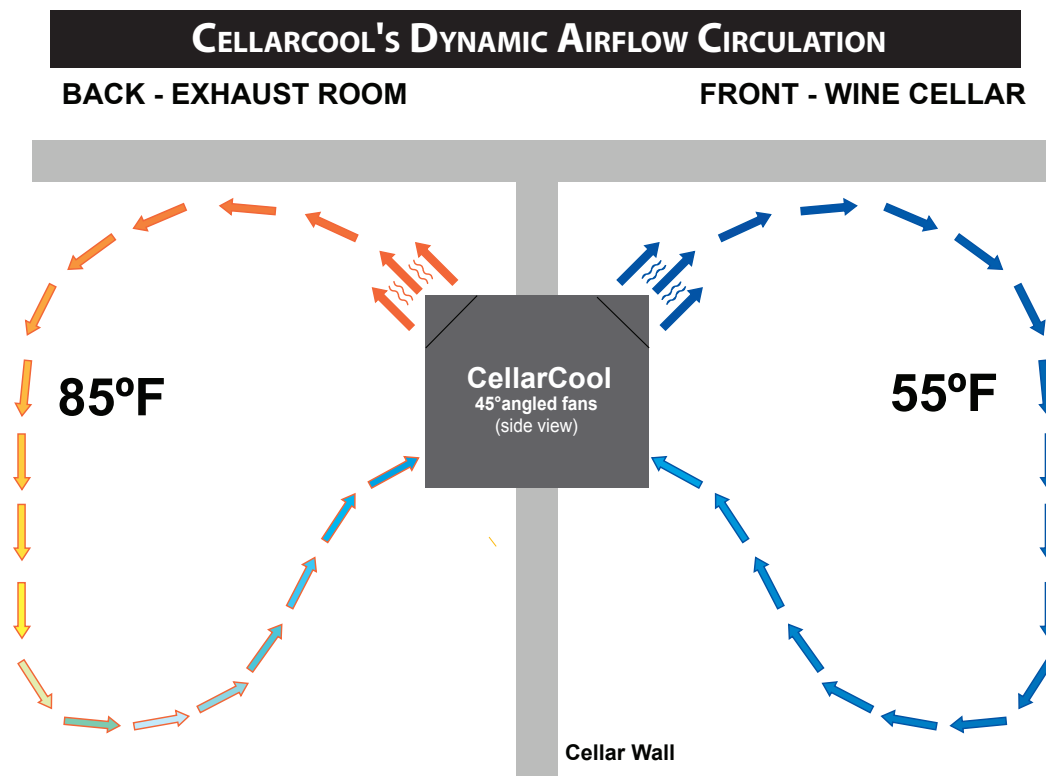 CELLARCOOL'S DYNAMIC AIRFLOW CIRCULATION
BACK - EXHAUST ROOM
FRONT - WINE CELLAR
85ºF
55ºF
CellarCool
45°angled fans
(side view)
Cellar Wall